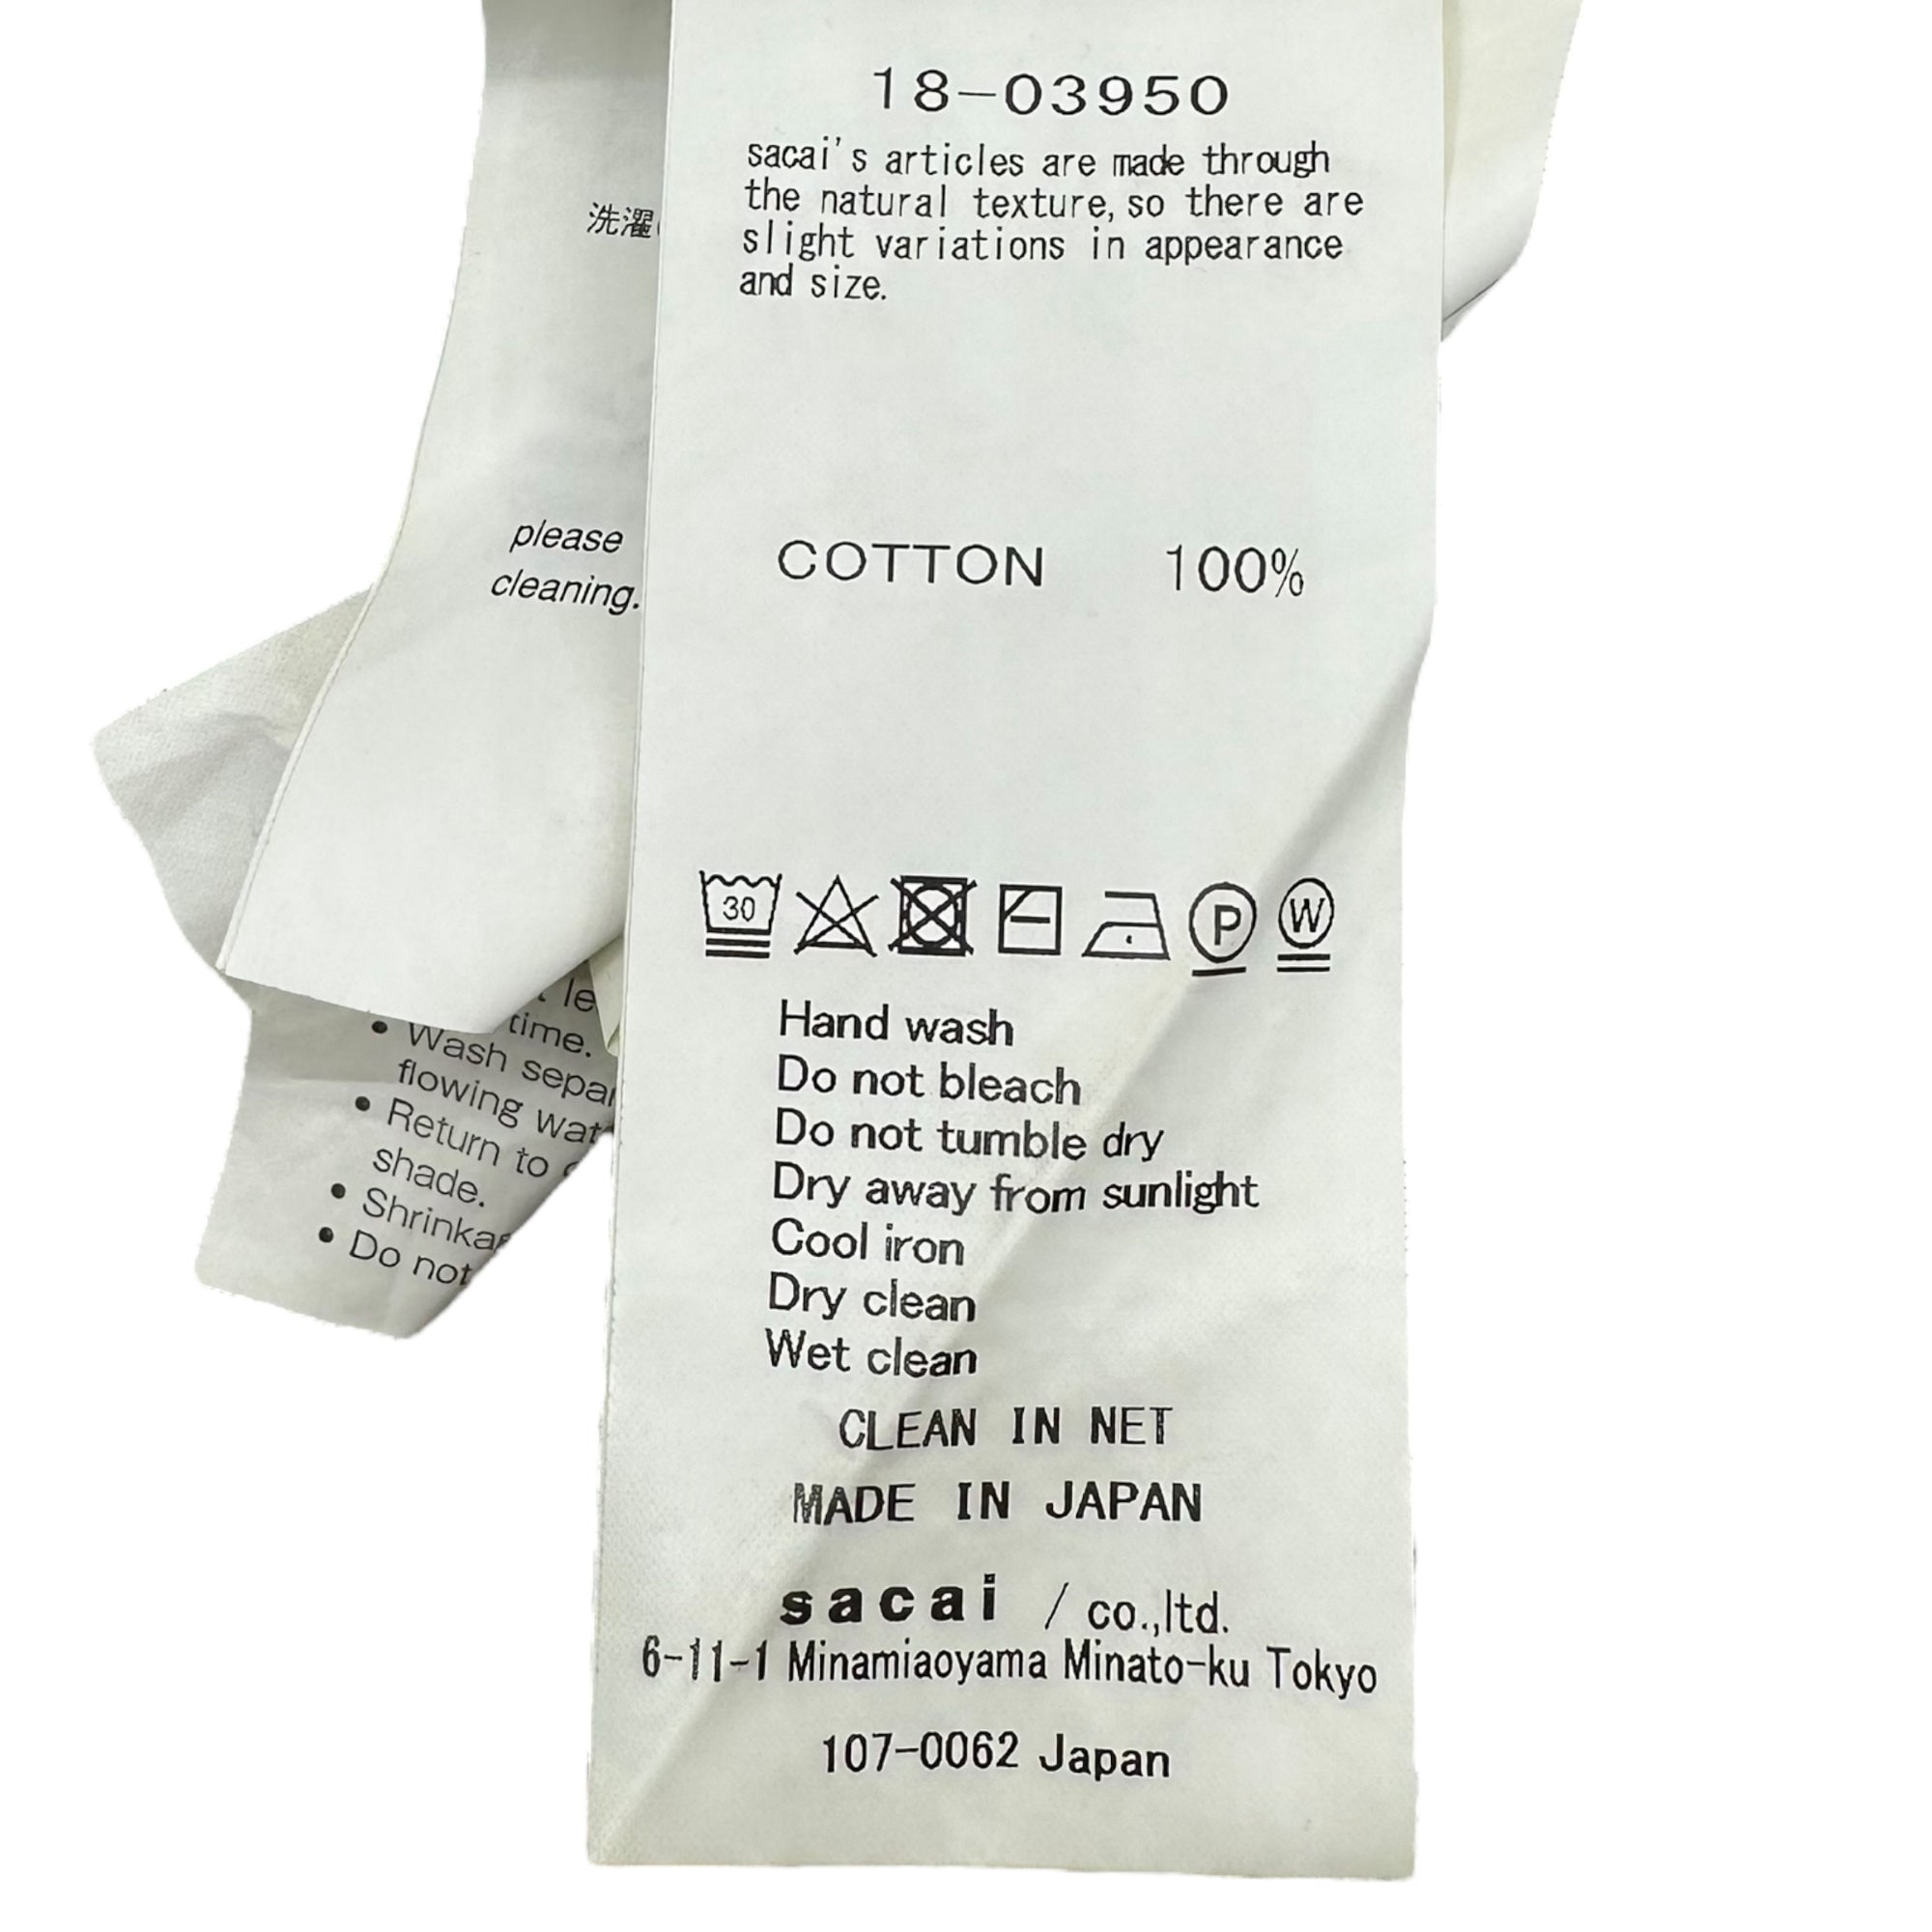 18-03950
sacai's articles are made through
the natural texture, so there are
slight variations in appearance
and size.
COTTON 100%
30
P
W
Hand wash
Do not bleach
Do not tumble dry
Dry away from sunlight
Cool iron
Dry clean
Wet clean
CLEAN IN NET
MADE IN JAPAN
sacai / co.,ltd.
6-11-1 Minamiaoyama Minato-ku Tokyo
107-0062 Japan
洗濯
please
cleaning.
time.
• Wash
flowing
• Return to
shade.
•
• Do not